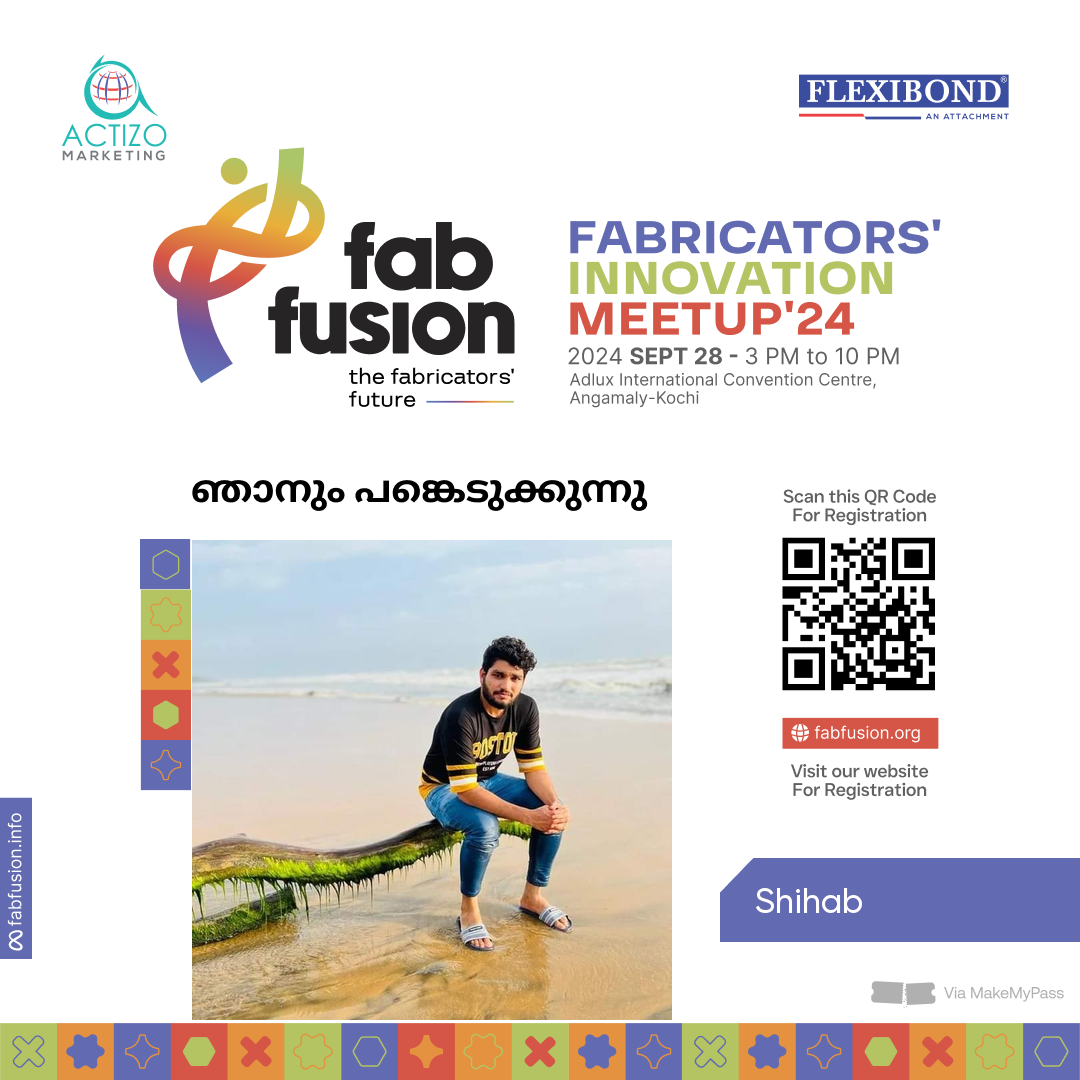 ACTIZO
MARKETING
FLEXIBOND®
AN ATTACHMENT
fab
fusion
the fabricators'
future
FABRICATORS'
INNOVATION
MEETUP'24
2024 SEPT 28 - 3 PM to 10 PM
Adlux International Convention Centre,
Angamaly-Kochi
ഞാനും പങ്കെടുക്കുന്നു
Scan this QR Code
For Registration
BOSTON
fabfusion.org
Visit our website
For Registration
fabfusion.info
Shihab
Via MakeMyPass